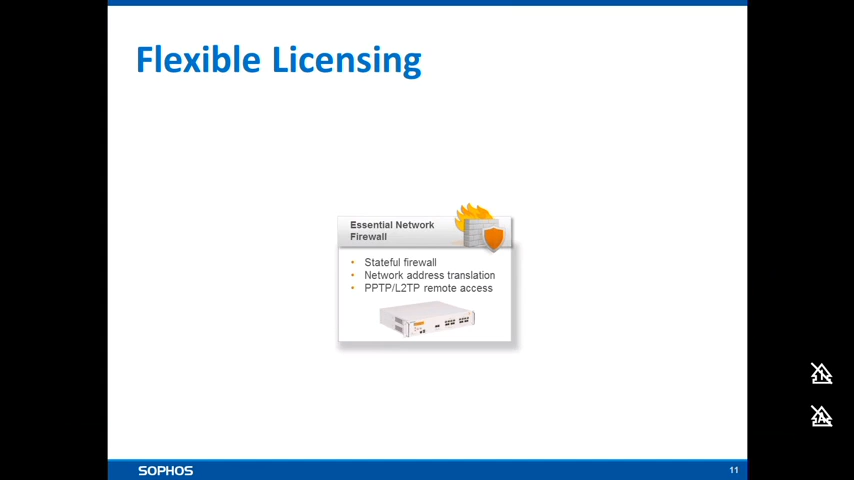 Flexible Licensing
Essential Network
Firewall
• Stateful firewall
• Network address translation
• PPTP/L2TP remote access
SOPHOS
11